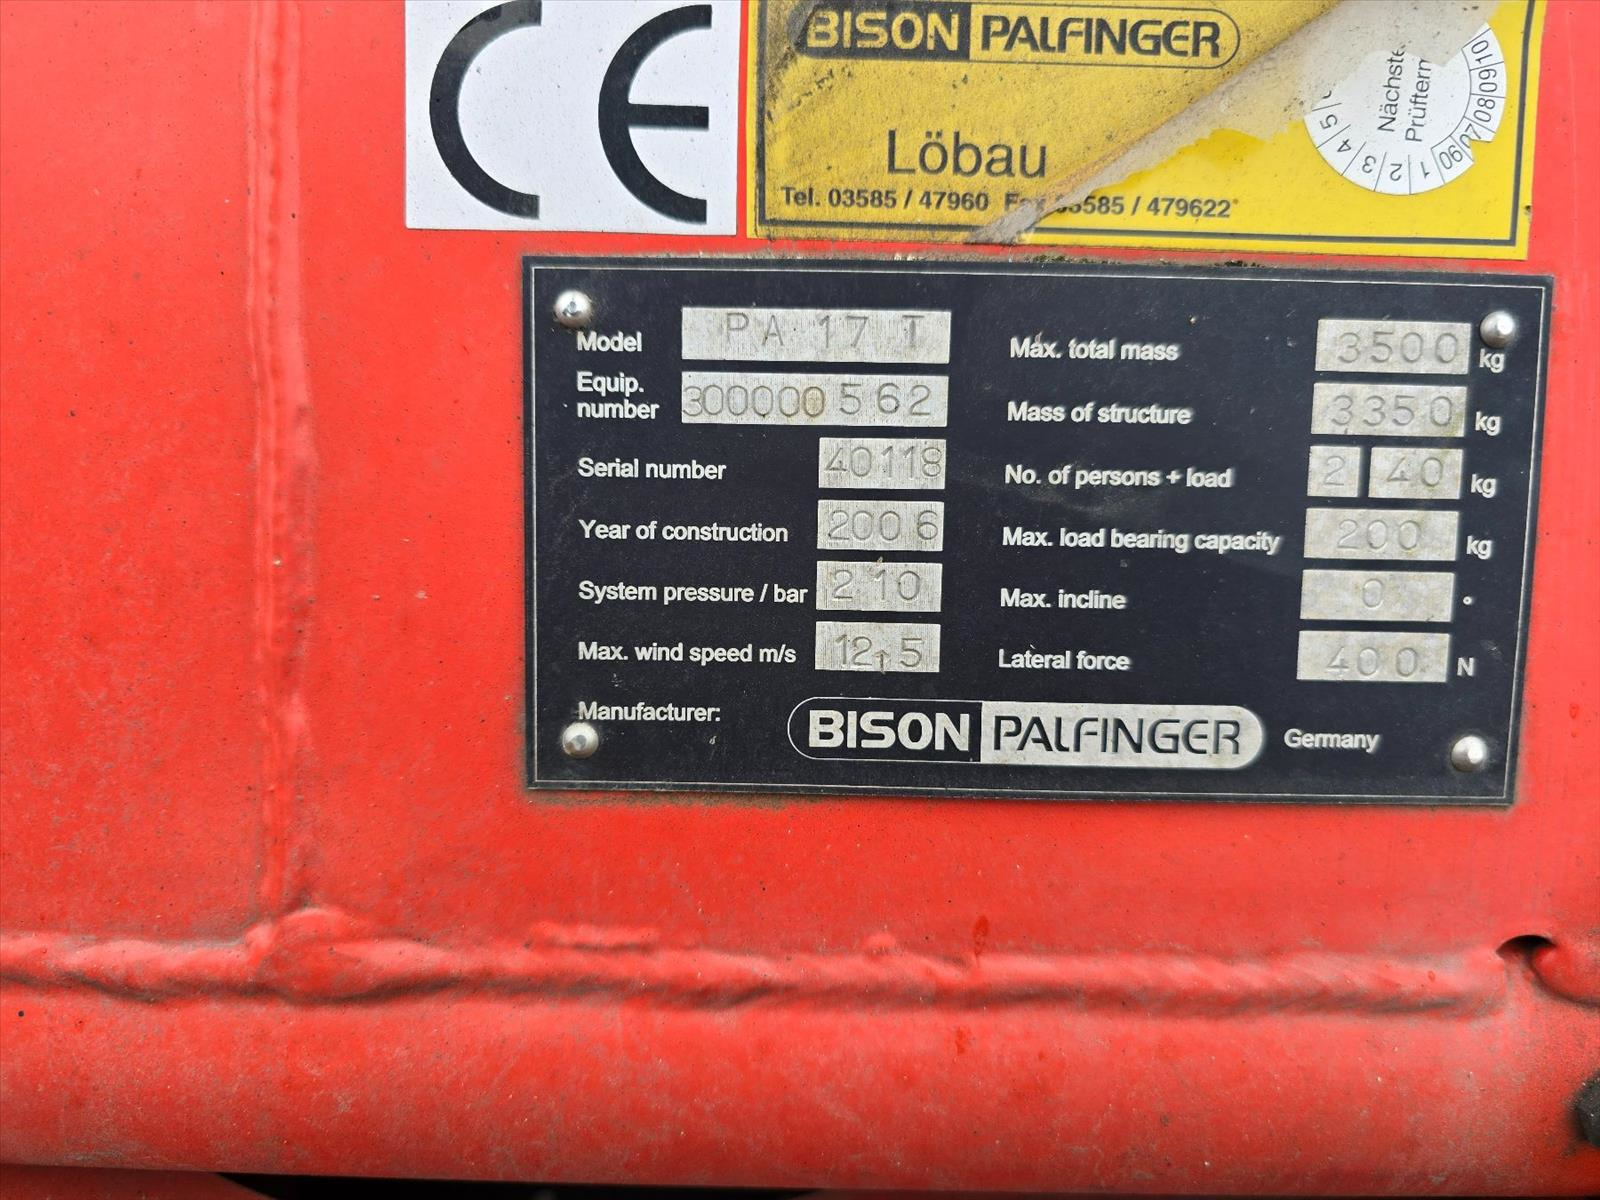 CE
BISON PALFINGER
Löbau
Tel. 03585 / 47960 Fax 03585 / 479622
Nächste
Prüfterm
5 4 3 2 1 06 07 08 09 10
Model PA 17 T
Equip. number 300000562
Serial number 40118
Year of construction 2006
System pressure / bar 210
Max. wind speed m/s 12,5
Max. total mass 3500 kg
Mass of structure 3350 kg
No. of persons + load 2 40 kg
Max. load bearing capacity 200 kg
Max. incline 0 °
Lateral force 400 N
Manufacturer: BISON PALFINGER Germany